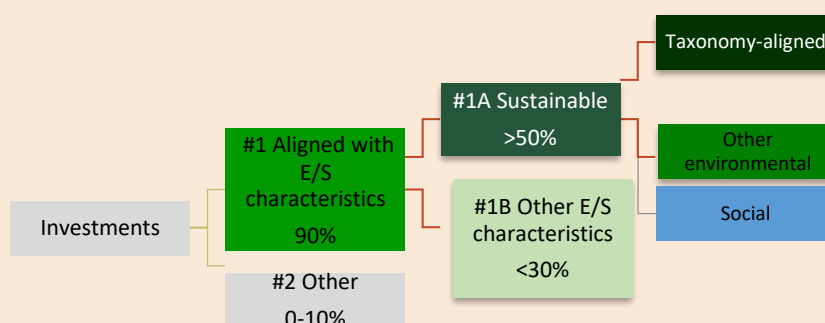 Taxonomy-aligned
#1A Sustainable
>50%
#1 Aligned with
E/S
characteristics
90%
Other
environmental
#1B Other E/S
characteristics
<30%
Social
Investments
#2 Other
0-10%